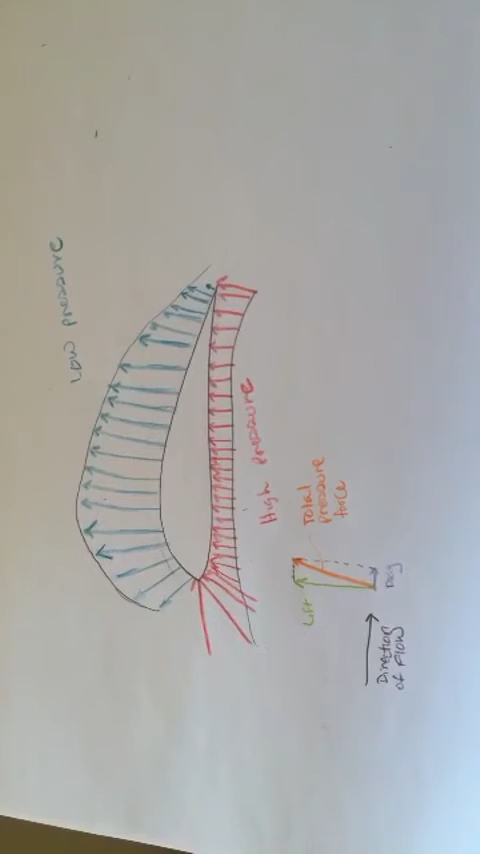 Low pressure
High pressure
Total
pressure
force
Lift
Drag
Direction
of Flow